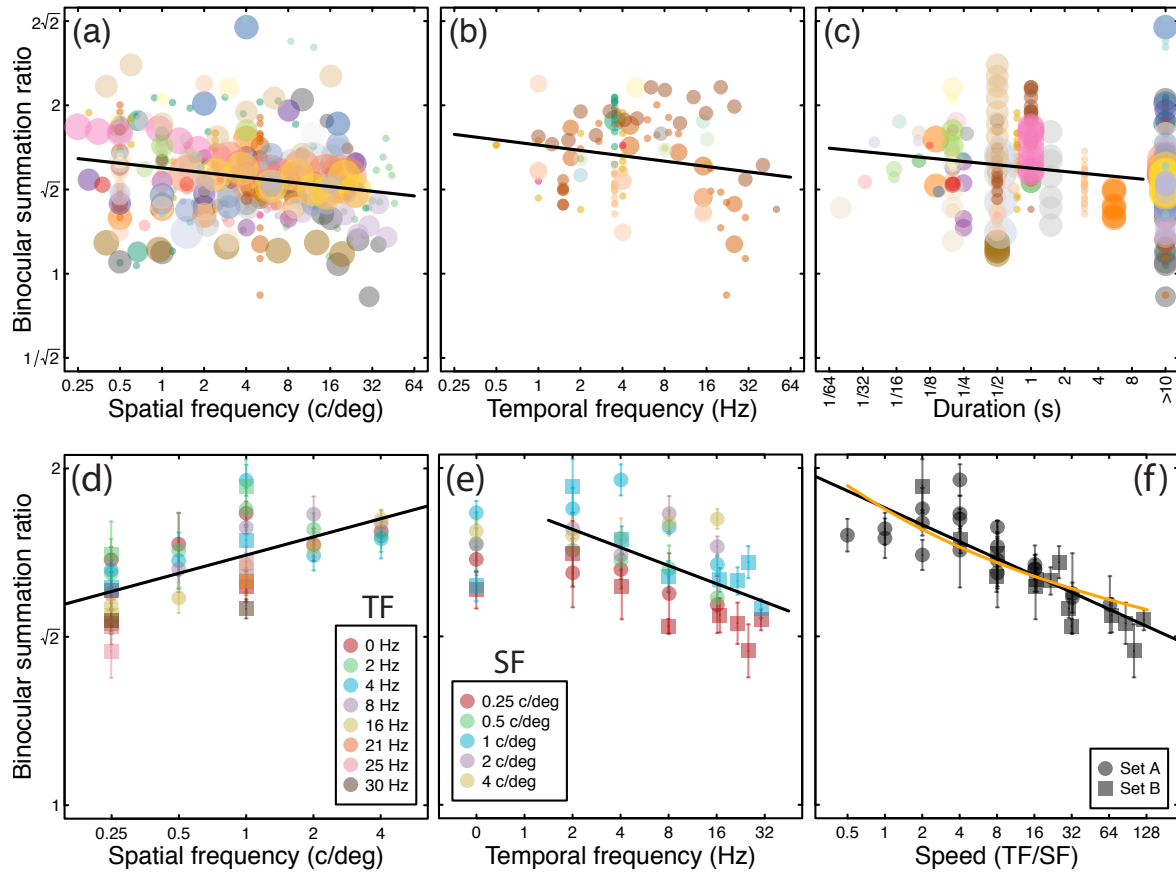 (a)
(b)
(c)
Binocular summation ratio
2√2
2
√2
1
1/√2
0.25 0.5 1 2 4 8 16 32 64
Spatial frequency (c/deg)
0.25 0.5 1 2 4 8 16 32 64
Temporal frequency (Hz)
1/64 1/32 1/16 1/8 1/4 1/2 1 2 4 8 >10
Duration (s)
(d)
(e)
(f)
Binocular summation ratio
2
√2
1
TF
0 Hz
2 Hz
4 Hz
8 Hz
16 Hz
21 Hz
25 Hz
30 Hz
0.25 0.5 1 2 4
Spatial frequency (c/deg)
SF
0.25 c/deg
0.5 c/deg
1 c/deg
2 c/deg
4 c/deg
0 2 4 8 16 32
Temporal frequency (Hz)
Set A
Set B
0.5 1 2 4 8 16 32 64 128
Speed (TF/SF)